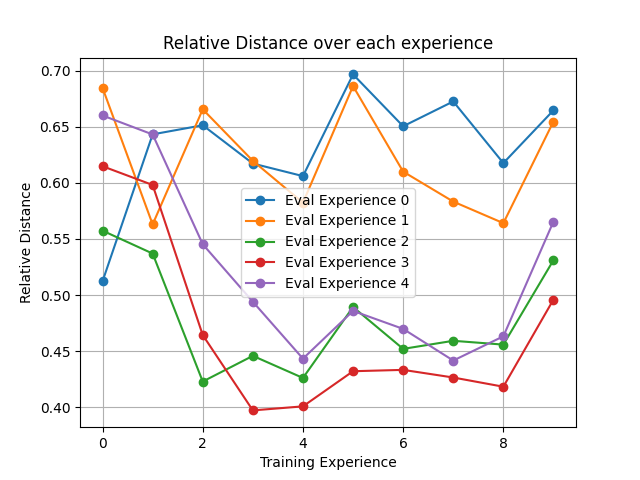 Relative Distance over each experience
0.70
0.65
0.60
0.55
0.50
0.45
0.40
Relative Distance
Eval Experience 0
Eval Experience 1
Eval Experience 2
Eval Experience 3
Eval Experience 4
0 2 4 6 8
Training Experience